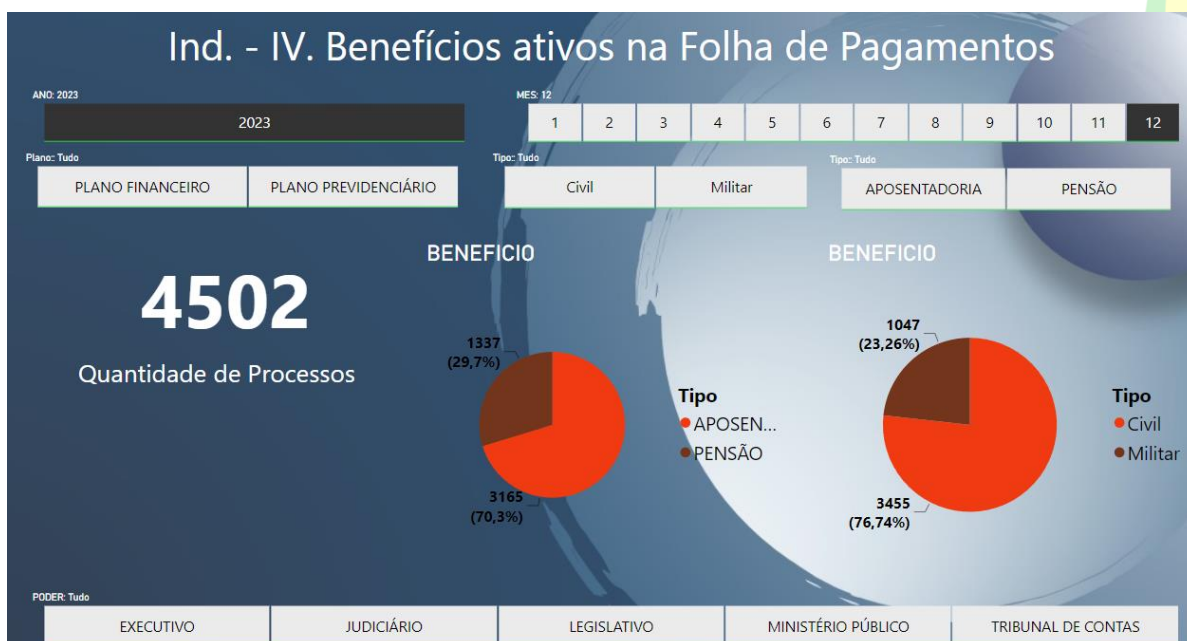 Ind. - IV. Benefícios ativos na Folha de Pagamentos
ANO: 2023
MES: 12
2023
1 2 3 4 5 6 7 8 9 10 11 12
Plano:: Tudo
Tipo:: Tudo
Tipo:: Tudo
PLANO FINANCEIRO
PLANO PREVIDENCIÁRIO
Civil
Militar
APOSENTADORIA
PENSÃO
4502
Quantidade de Processos
BENEFICIO
1337
(29,7%)
3165
(70,3%)
Tipo
APOSEN...
PENSÃO
BENEFICIO
1047
(23,26%)
3455
(76,74%)
Tipo
Civil
Militar
PODER: Tudo
EXECUTIVO
JUDICIÁRIO
LEGISLATIVO
MINISTÉRIO PÚBLICO
TRIBUNAL DE CONTAS